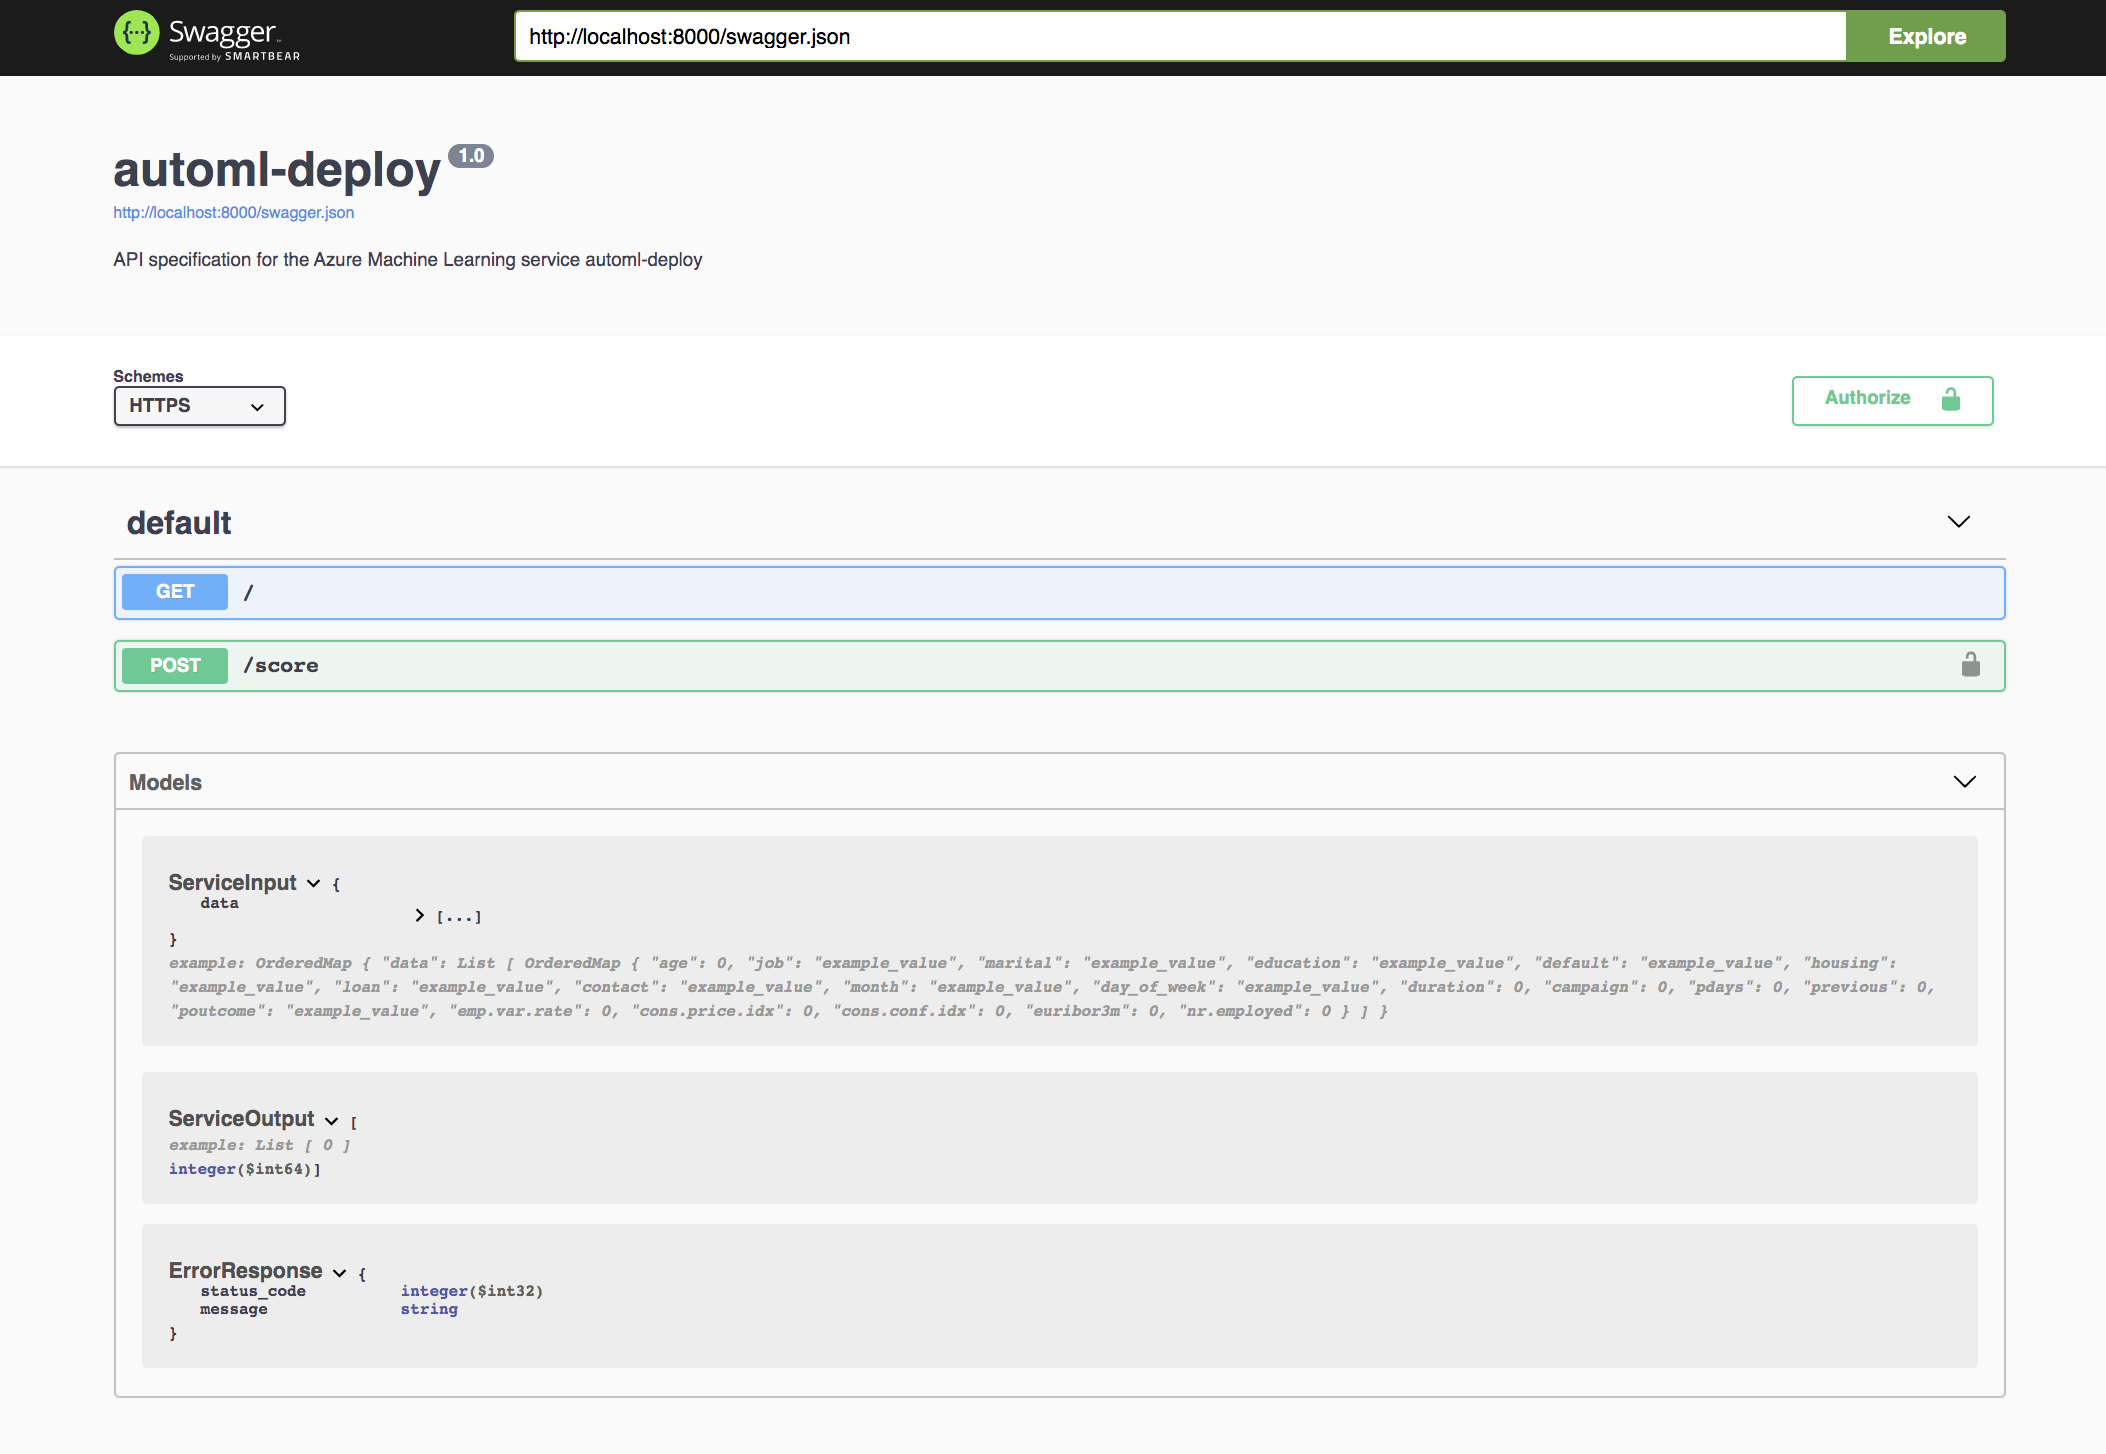 Swagger™
Supported by SMARTBEAR
http://localhost:8000/swagger.json
Explore
automl-deploy 1.0
http://localhost:8000/swagger.json
API specification for the Azure Machine Learning service automl-deploy
Schemes
HTTPS
Authorize
default
GET /
POST /score
Models
ServiceInput {
data
[...]
}
example: OrderedMap { "data": List [ OrderedMap { "age": 0, "job": "example_value", "marital": "example_value", "education": "example_value", "default": "example_value", "housing":
"example_value", "loan": "example_value", "contact": "example_value", "month": "example_value", "day_of_week": "example_value", "duration": 0, "campaign": 0, "pdays": 0, "previous": 0,
"poutcome": "example_value", "emp.var.rate": 0, "cons.price.idx": 0, "cons.conf.idx": 0, "euribor3m": 0, "nr.employed": 0 } ] }
ServiceOutput [
example: List [ 0 ]
integer($int64)]
ErrorResponse {
status_code integer($int32)
message string
}